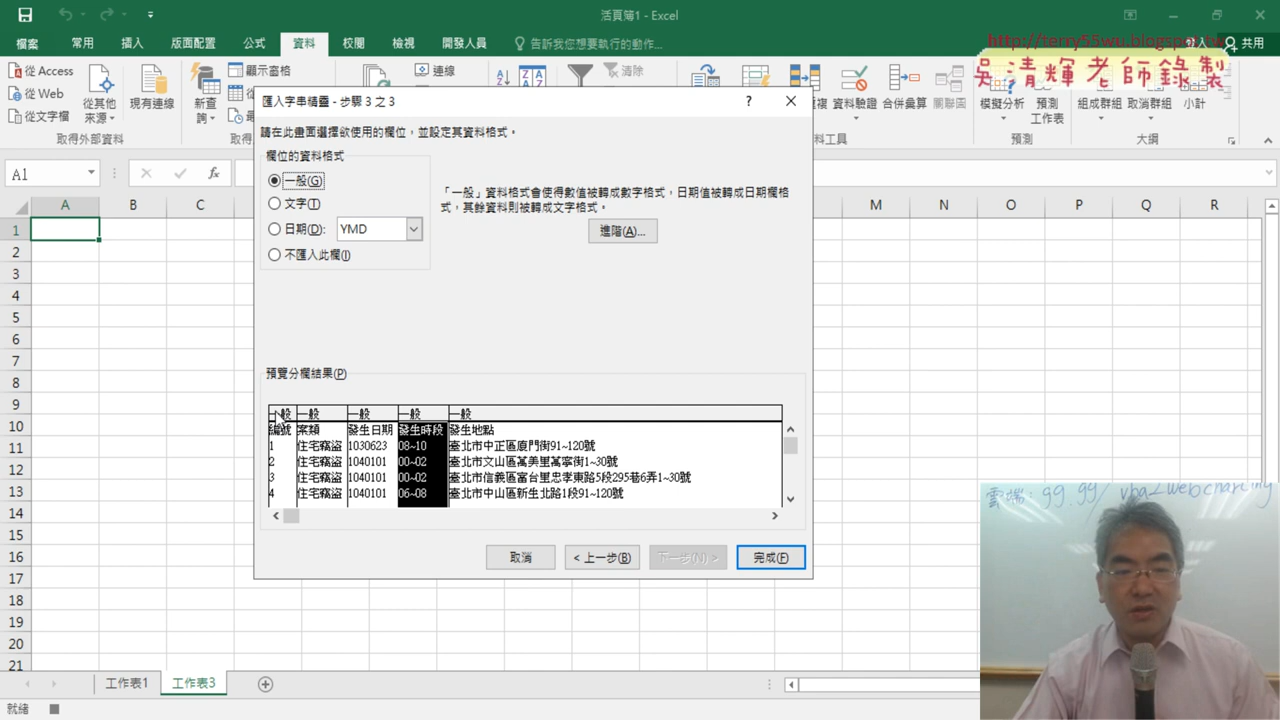 活頁簿1 - Excel
檔案 常用 插入 版面配置 公式 資料 校閱 檢視 開發人員 告訴我您想要執行的動作... 登入 共用
http://terry55wu.blogspot.tw
吳清輝老師錄製
從 Access
從 Web
從文字檔
從其他
來源
現有連線
取得外部資料
新查
詢
顯示窗格
連線
清除
資料驗證 合併彙算 關聯圖
模擬分析 預測
工作表
預測
組成群組 取消群組 小計
大綱
A1
A B C M N O P Q R
1
2
3
4
5
6
7
8
9
10
11
12
13
14
15
16
17
18
19
20
21
匯入字串精靈 - 步驟 3 之 3
請在此畫面選擇欲使用的欄位，並設定其資料格式。
欄位的資料格式
一般(G)
文字(T)
日期(D): YMD
不匯入此欄(I)
「一般」資料格式會使得數值被轉成數字格式，日期值被轉成日期欄格
式，其餘資料則被轉成文字格式。
進階(A)...
預覽分欄結果(P)
一般 一般 一般 一般 一般
編號 案類 發生日期 發生時段 發生地點
1 住宅竊盜 1030623 08~10 臺北市中正區廈門街91~120號
2 住宅竊盜 1040101 00~02 臺北市文山區萬美里萬寧街1~30號
3 住宅竊盜 1040101 00~02 臺北市信義區富台里忠孝東路5段295巷6弄1~30號
4 住宅竊盜 1040101 06~08 臺北市中山區新生北路1段91~120號
取消 < 上一步(B) 下一步(N) > 完成(F)
工作表1 工作表3
就緒